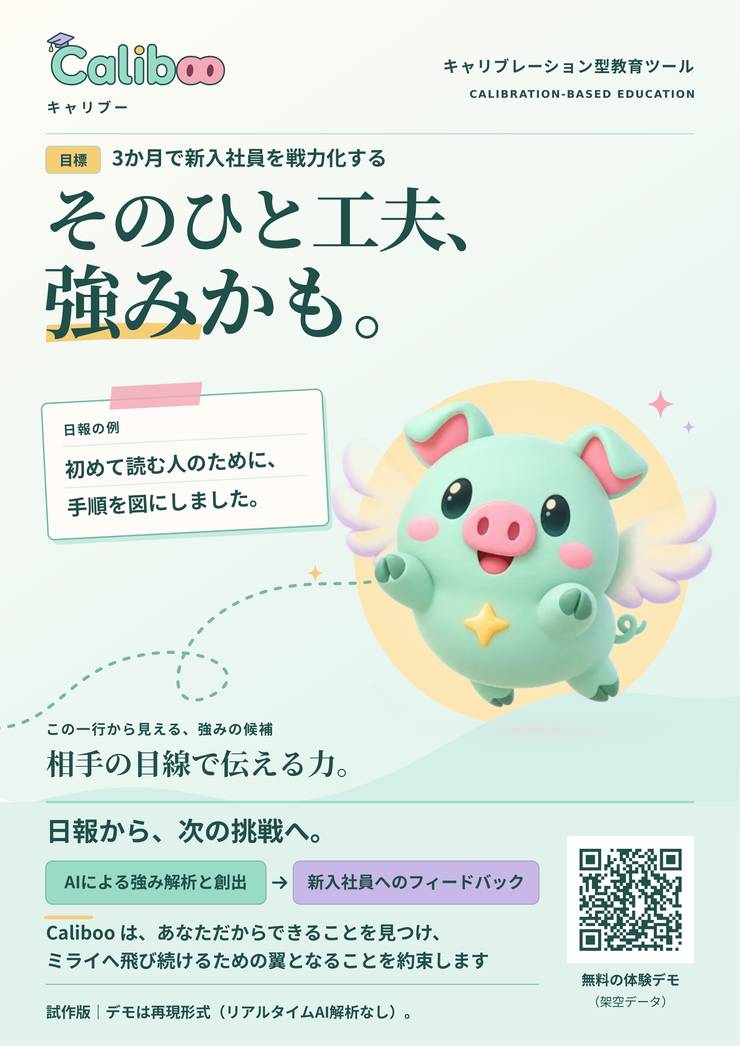 Caliboo
キャリブー
キャリブレーション型教育ツール
CALIBRATION-BASED EDUCATION
目標 3か月で新入社員を戦力化する
そのひと工夫、
強みかも。
日報の例
初めて読む人のために、
手順を図にしました。
この一行から見える、強みの候補
相手の目線で伝える力。
日報から、次の挑戦へ。
AIによる強み解析と創出 → 新入社員へのフィードバック
Caliboo は、あなただからできることを見つけ、
ミライへ飛び続けるための翼となることを約束します
無料の体験デモ
（架空データ）
試作版｜デモは再現形式（リアルタイムAI解析なし）。